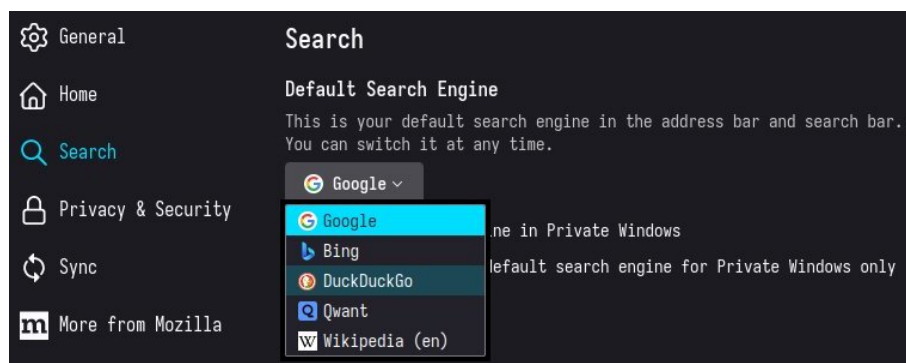 General
Home
Search
Privacy & Security
Sync
More from Mozilla
Search
Default Search Engine
This is your default search engine in the address bar and search bar.
You can switch it at any time.
Google
Google
Bing
DuckDuckGo
Qwant
Wikipedia (en)
ne in Private Windows
default search engine for Private Windows only